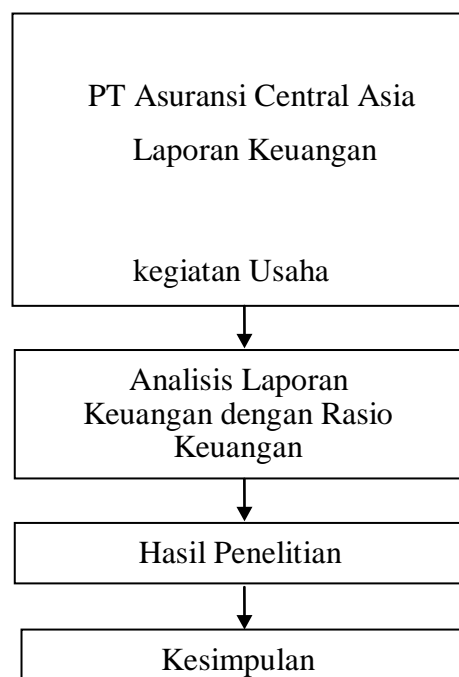 PT Asuransi Central Asia
Laporan Keuangan
kegiatan Usaha
Analisis Laporan
Keuangan dengan Rasio
Keuangan
Hasil Penelitian
Kesimpulan